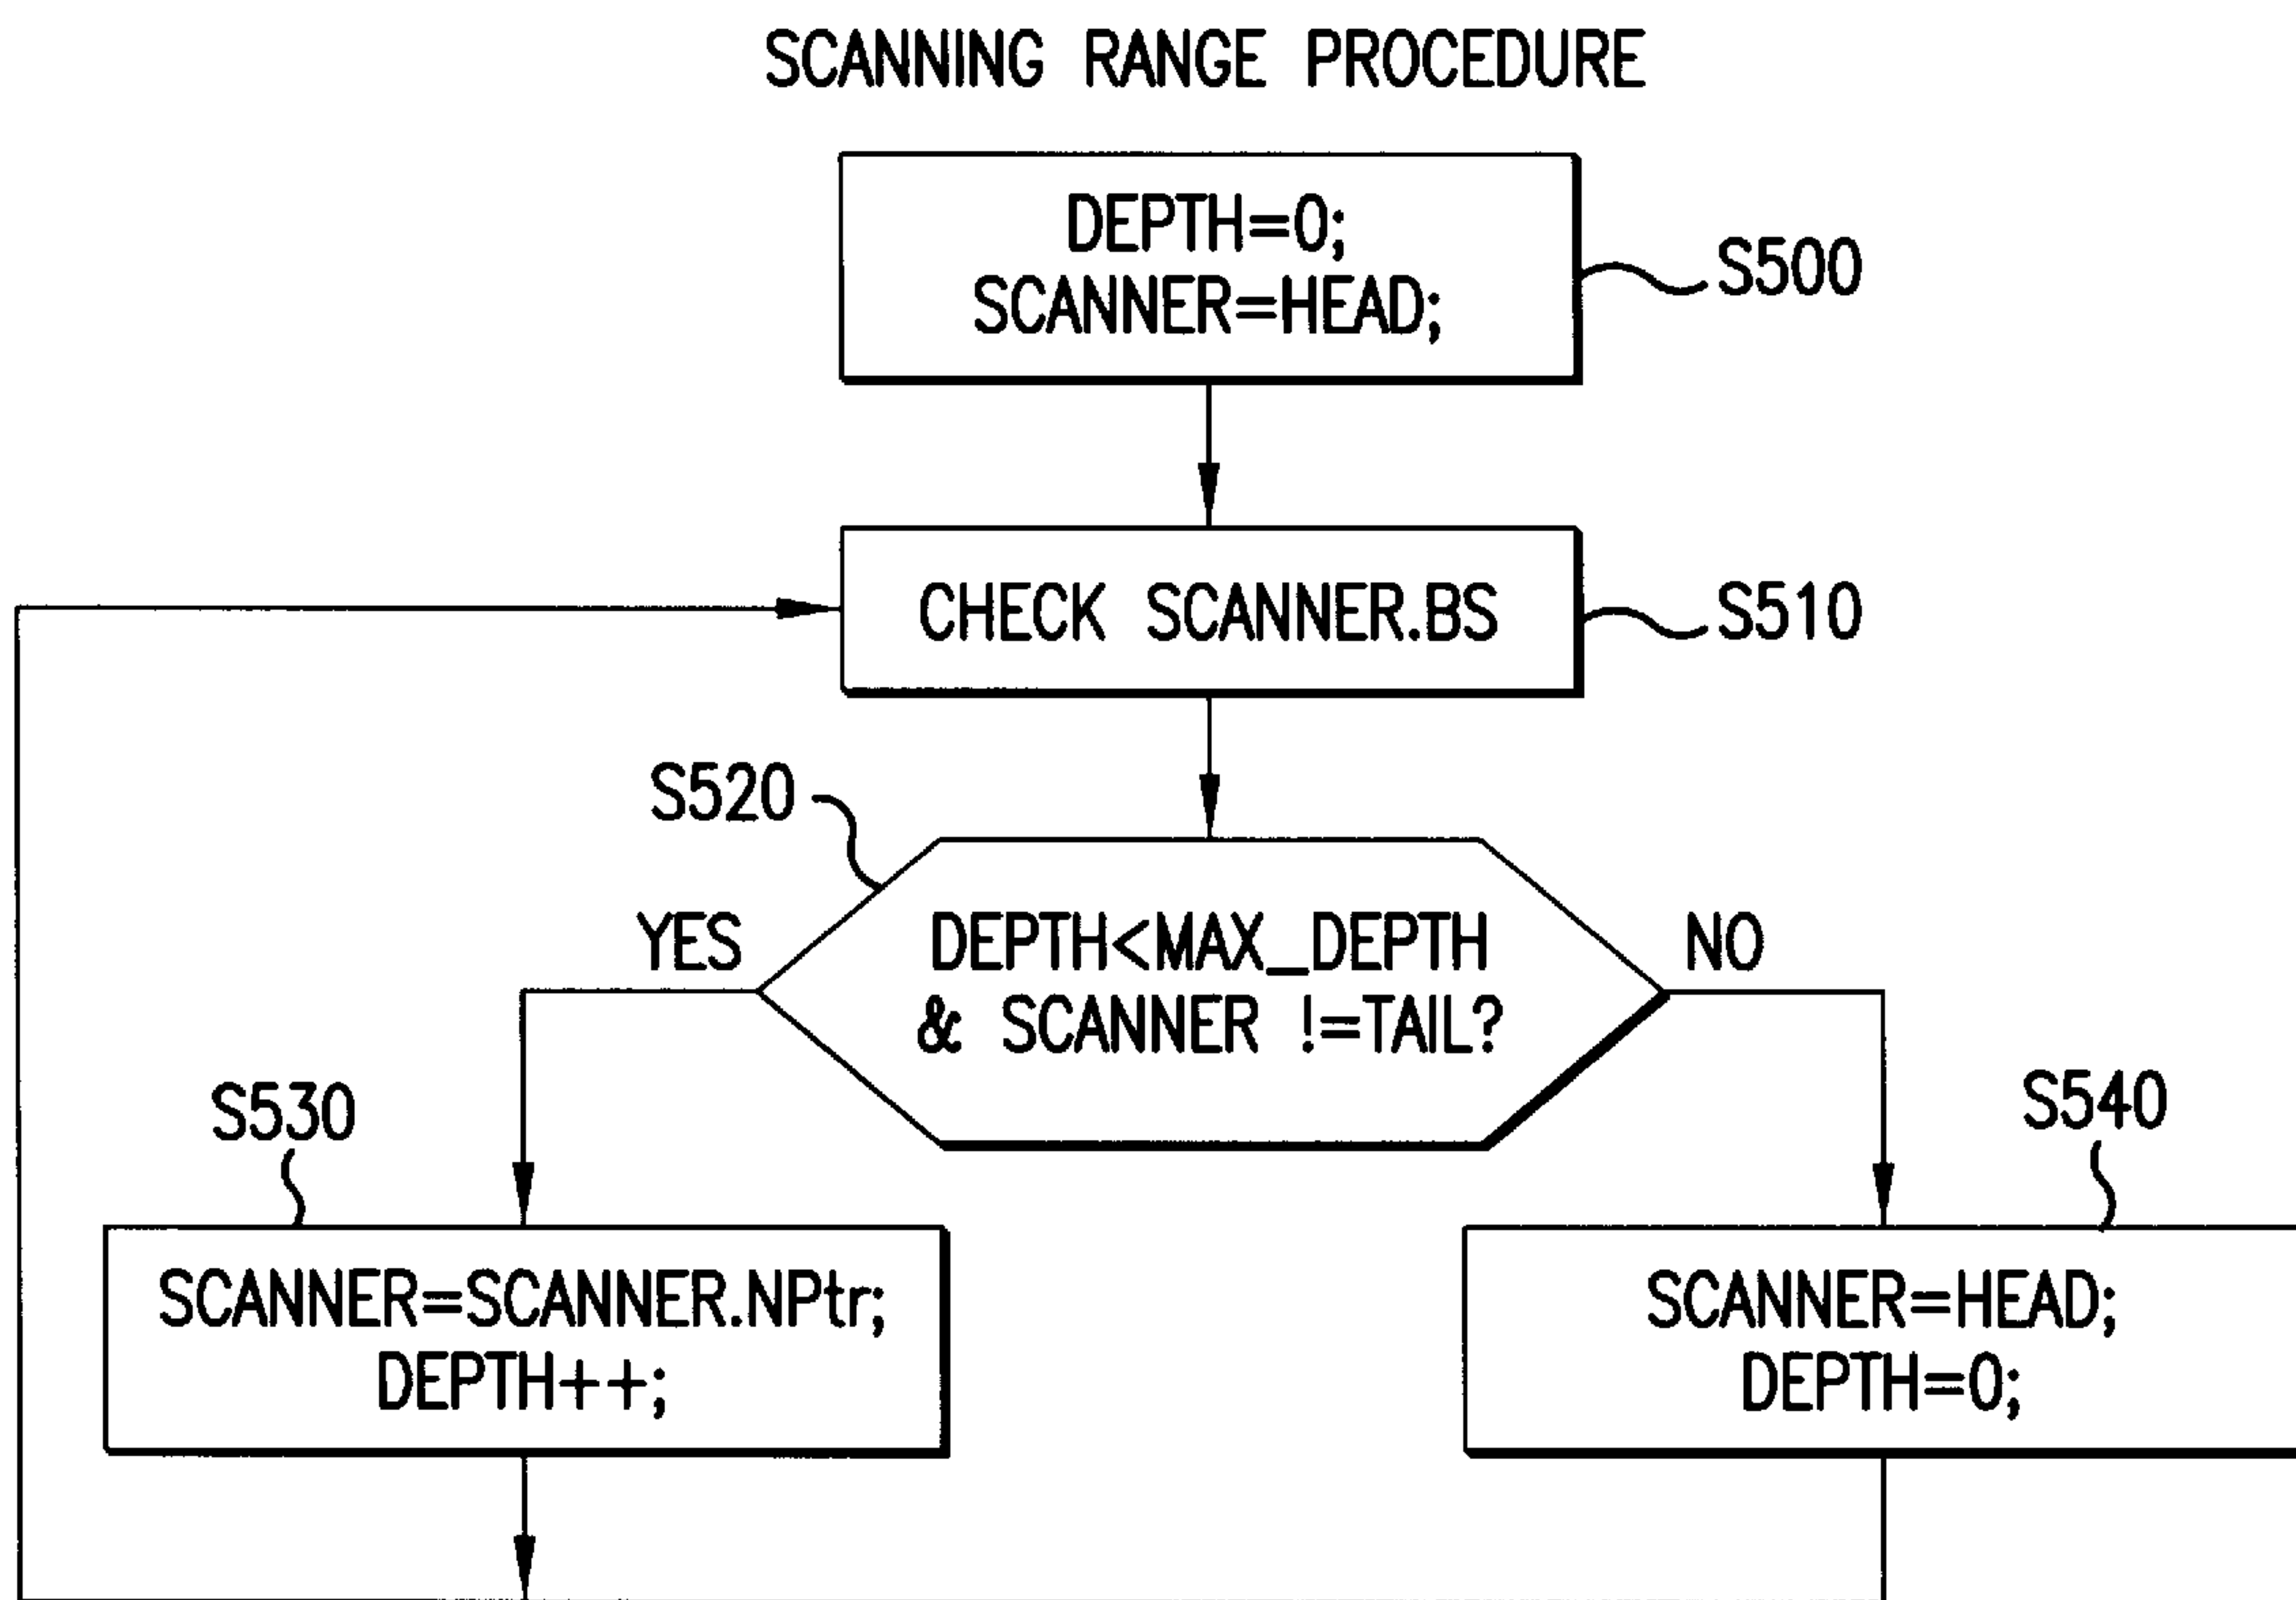 SCANNING RANGE PROCEDURE
DEPTH=0;
SCANNER=HEAD;
S500
CHECK SCANNER.BS
S510
S520
YES
DEPTH<MAX_DEPTH
& SCANNER !=TAIL?
NO
S530
S540
SCANNER=SCANNER.NPtr;
DEPTH++;
SCANNER=HEAD;
DEPTH=0;